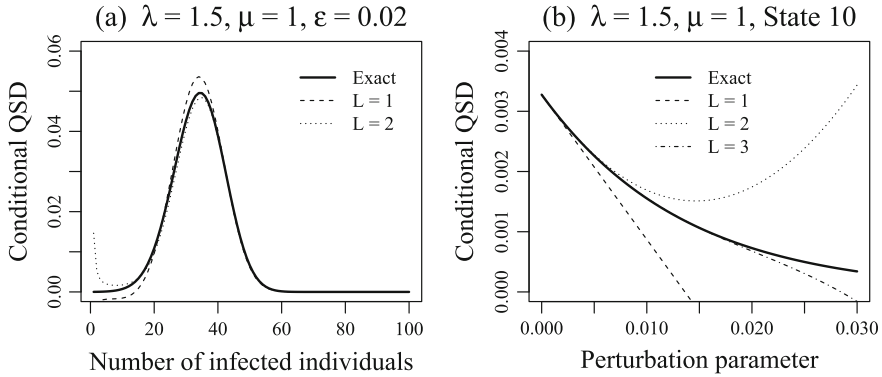 (a) λ = 1.5, μ = 1, ε = 0.02
Conditional QSD
0.06
0.04
0.02
0.00
Exact
L = 1
L = 2
0
20
40
60
80
100
Number of infected individuals
(b) λ = 1.5, μ = 1, State 10
Conditional QSD
0.004
0.003
0.002
0.001
0.000
Exact
L = 1
L = 2
L = 3
0.000
0.010
0.020
0.030
Perturbation parameter